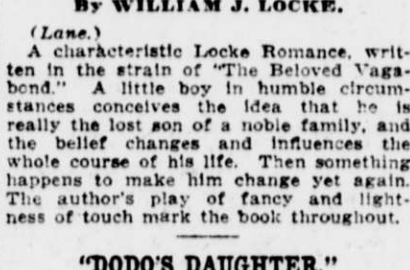 By WILLIAM J. LOCKE.
(Lane.)
A characteristic Locke Romance, writ-
ten in the strain of "The Beloved Vaga-
bond." A little boy in humble circum-
stances conceives the idea that he is
really the lost son of a noble family, and
the belief changes and influences the
whole course of his life. Then something
happens to make him change yet again.
The author's play of fancy and light-
ness of touch mark the book throughout.
"DODO'S DAUGHTER."